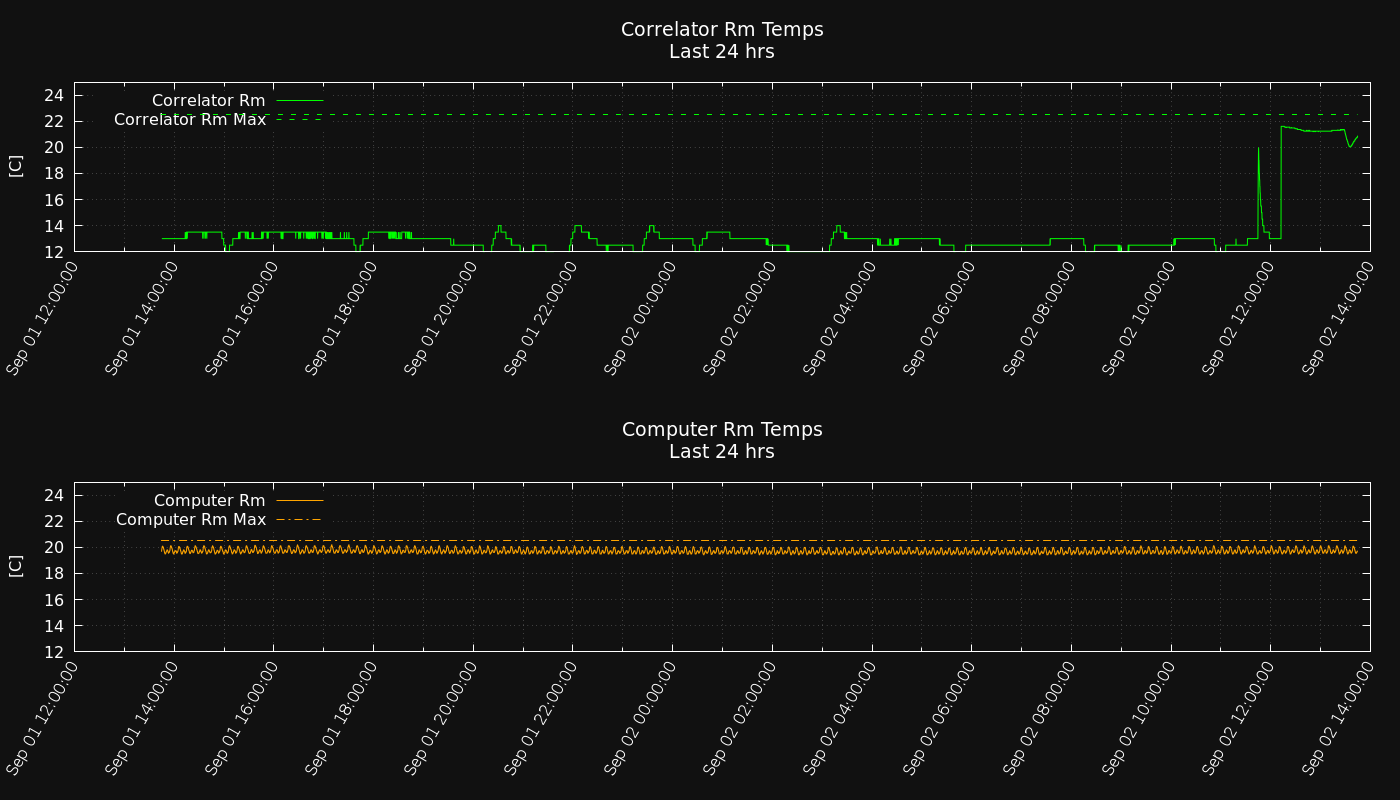 Correlator Rm Temps
Last 24 hrs
Correlator Rm
Correlator Rm Max
[C]
24
22
20
18
16
14
12
Sep 01 12:00:00
Sep 01 14:00:00
Sep 01 16:00:00
Sep 01 18:00:00
Sep 01 20:00:00
Sep 01 22:00:00
Sep 02 00:00:00
Sep 02 02:00:00
Sep 02 04:00:00
Sep 02 06:00:00
Sep 02 08:00:00
Sep 02 10:00:00
Sep 02 12:00:00
Sep 02 14:00:00
Computer Rm Temps
Last 24 hrs
Computer Rm
Computer Rm Max
[C]
24
22
20
18
16
14
12
Sep 01 12:00:00
Sep 01 14:00:00
Sep 01 16:00:00
Sep 01 18:00:00
Sep 01 20:00:00
Sep 01 22:00:00
Sep 02 00:00:00
Sep 02 02:00:00
Sep 02 04:00:00
Sep 02 06:00:00
Sep 02 08:00:00
Sep 02 10:00:00
Sep 02 12:00:00
Sep 02 14:00:00